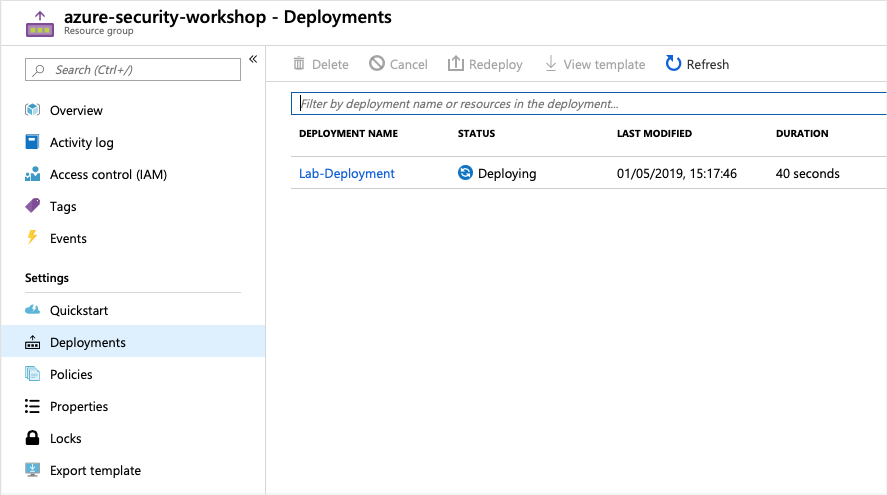 azure-security-workshop - Deployments
Resource group
Search (Ctrl+/)
«
Overview
Activity log
Access control (IAM)
Tags
Events
Settings
Quickstart
Deployments
Policies
Properties
Locks
Export template
Delete Cancel Redeploy View template Refresh
Filter by deployment name or resources in the deployment...
DEPLOYMENT NAME STATUS LAST MODIFIED DURATION
Lab-Deployment Deploying 01/05/2019, 15:17:46 40 seconds